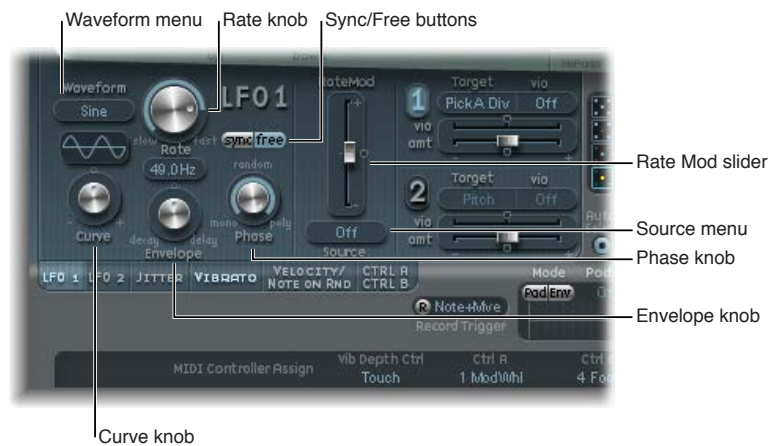 Waveform menu
Rate knob
Sync/Free buttons
Waveform
Sine
LFO1
RateMod
slow
fast
Rate
sync free
49.0Hz
random
mono
poly
Phase
Curve
decay
delay
Envelope
Off
Source
1
Target
via
PickA Div
Off
via
amt
2
Target
via
Pitch
Off
via
amt
Rate Mod slider
Source menu
Phase knob
Envelope knob
LFO 1
LFO 2
JITTER
VIBRATO
VELOCITY/
NOTE ON RND
CTRL A
CTRL B
Mode
Pad Env
R Note+Mve
Record Trigger
MIDI Controller Assign
Vib Depth Ctrl
Touch
Ctrl A
1 ModWhl
Curve knob